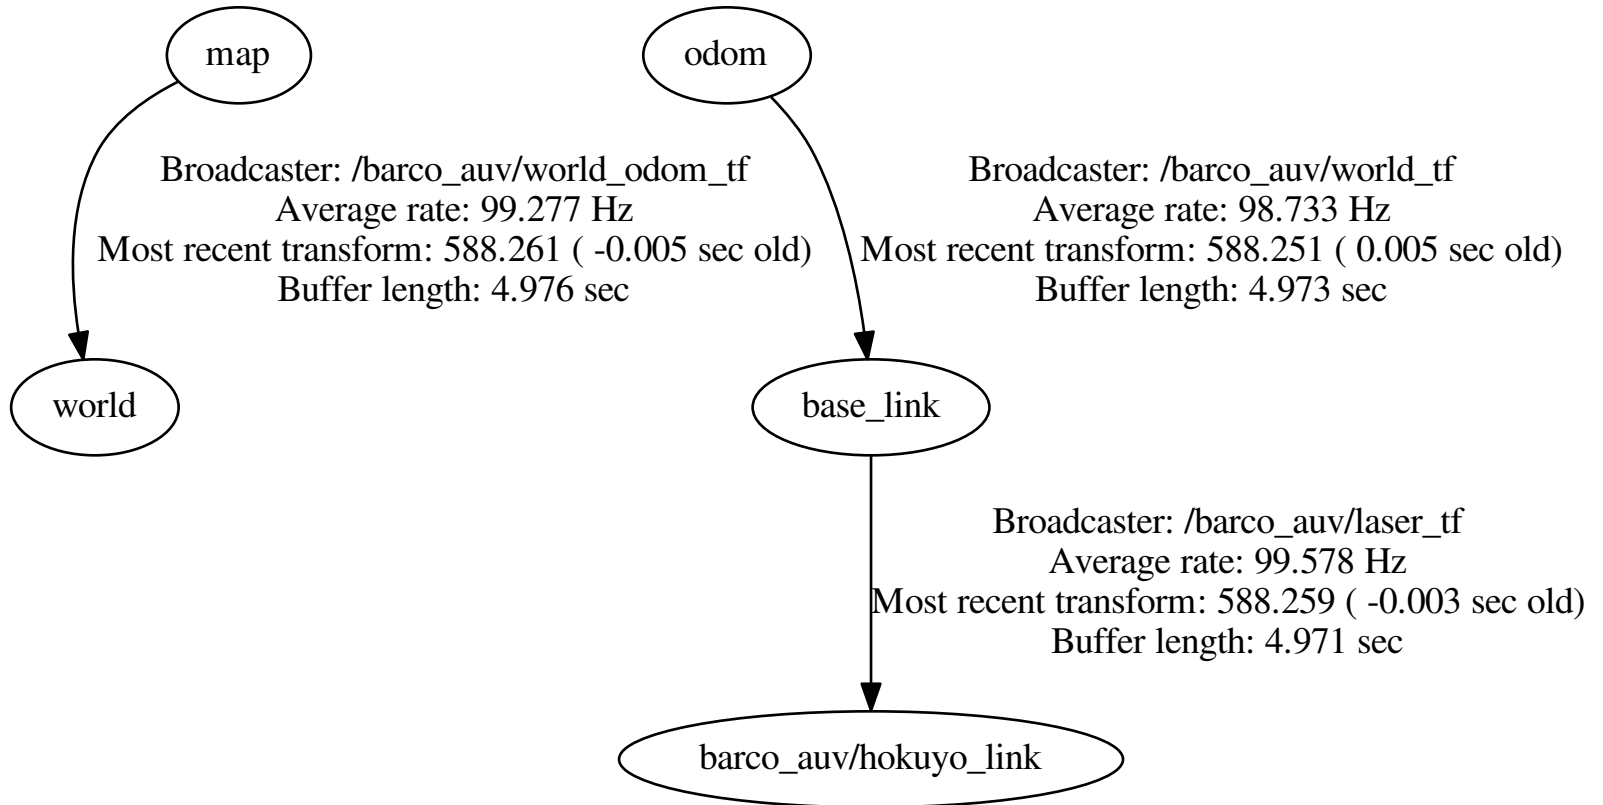 map
odom
Broadcaster: /barco_auv/world_odom_tf
Average rate: 99.277 Hz
Most recent transform: 588.261 ( -0.005 sec old)
Buffer length: 4.976 sec
Broadcaster: /barco_auv/world_tf
Average rate: 98.733 Hz
Most recent transform: 588.251 ( 0.005 sec old)
Buffer length: 4.973 sec
world
base_link
Broadcaster: /barco_auv/laser_tf
Average rate: 99.578 Hz
Most recent transform: 588.259 ( -0.003 sec old)
Buffer length: 4.971 sec
barco_auv/hokuyo_link